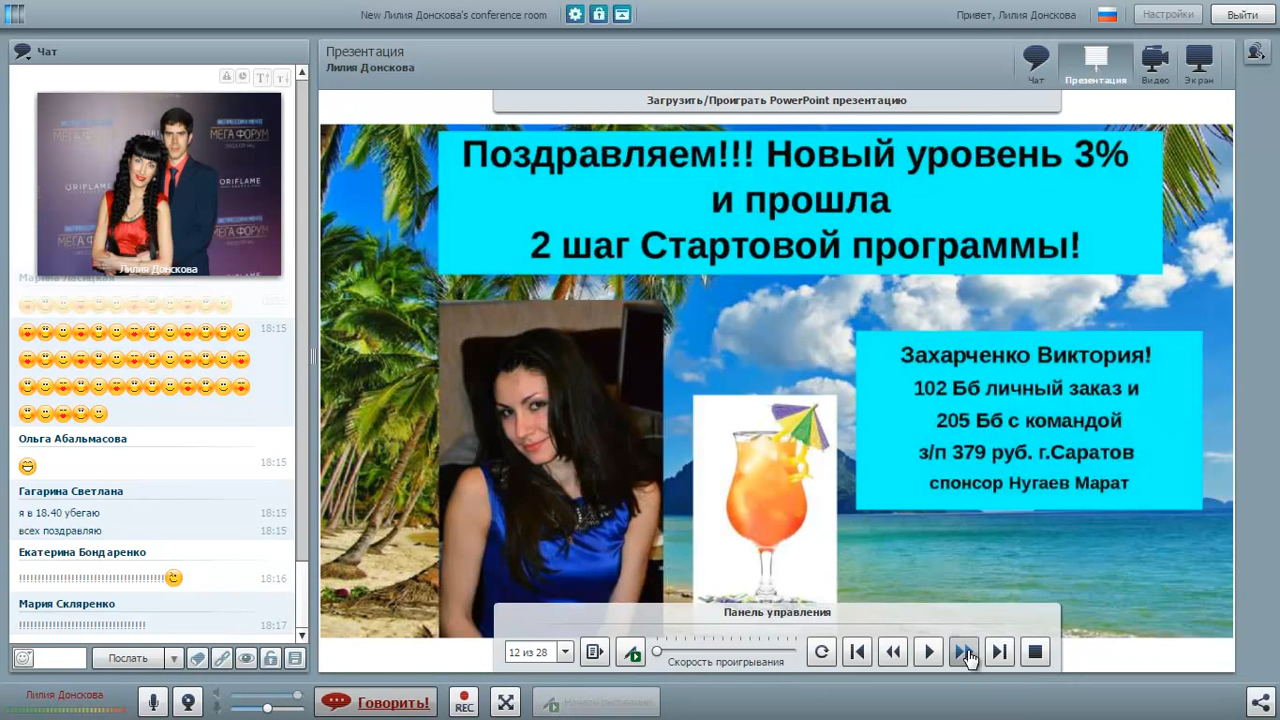 New Лилия Донскова's conference room
Привет, Лилия Донскова
Настройки
Выйти
Чат
МЕГА ФОРУМ
ORIFLAME
Лилия Донскова
Марина Ласицкая
18:15
Ольга Абальмасова
18:15
Гагарина Светлана
я в 18.40 убегаю
18:15
всех поздравляю
18:15
Екатерина Бондаренко
18:16
Мария Скляренко
18:17
Послать
Презентация
Лилия Донскова
Чат
Презентация
Видео
Экран
Загрузить/Проиграть PowerPoint презентацию
Поздравляем!!! Новый уровень 3%
и прошла
2 шаг Стартовой программы!
Захарченко Виктория!
102 Бб личный заказ и
205 Бб с командой
з/п 379 руб. г.Саратов
спонсор Нугаев Марат
Панель управления
12 из 28
Скорость проигрывания
Лилия Донскова
Говорить!
REC
Начать рисование